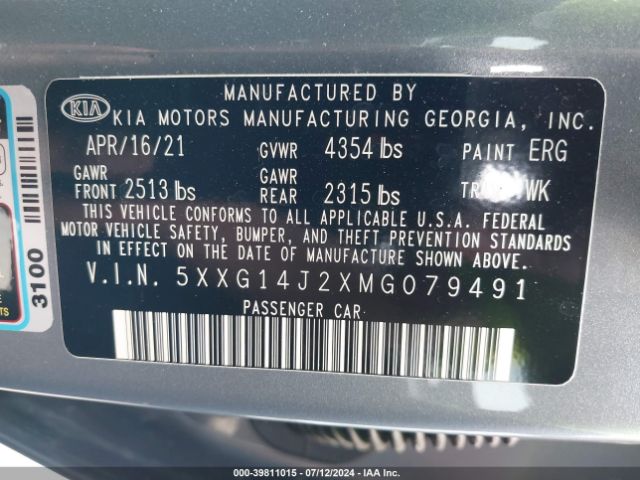 MANUFACTURED BY
KIA KIA MOTORS MANUFACTURING GEORGIA, INC.
APR/16/21 GVWR 4354 lbs PAINT ERG
GAWR FRONT 2513 lbs GAWR REAR 2315 lbs WK
THIS VEHICLE CONFORMS TO ALL APPLICABLE U.S.A. FEDERAL
MOTOR VEHICLE SAFETY, BUMPER, AND THEFT PREVENTION STANDARDS
IN EFFECT ON THE DATE OF MANUFACTURE SHOWN ABOVE.
V.I.N. 5XXG14J2XMG079491
PASSENGER CAR
3100
000-39811015 / 07/12/2024 / IAA Inc.